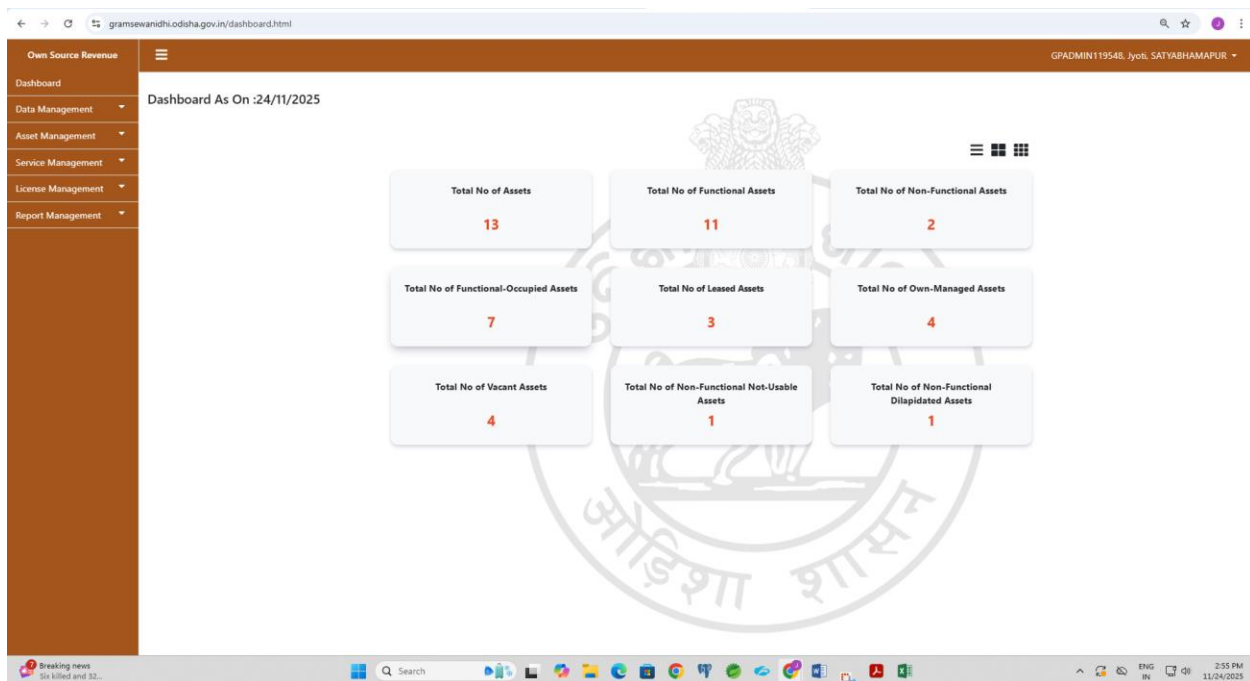 gramsewanidhi.odisha.gov.in/dashboard.html
J
Own Source Revenue
GPADMIN119548, Jyoti, SATYABHAMAPUR
Dashboard
Data Management
Asset Management
Service Management
License Management
Report Management
Dashboard As On :24/11/2025
Total No of Assets
13
Total No of Functional Assets
11
Total No of Non-Functional Assets
2
Total No of Functional-Occupied Assets
7
Total No of Leased Assets
3
Total No of Own-Managed Assets
4
Total No of Vacant Assets
4
Total No of Non-Functional Not-Usable
Assets
1
Total No of Non-Functional
Dilapidated Assets
1
ओड़िशा शासन
7
Breaking news
Six killed and 32...
Search
ENG
IN
2:55 PM
11/24/2025